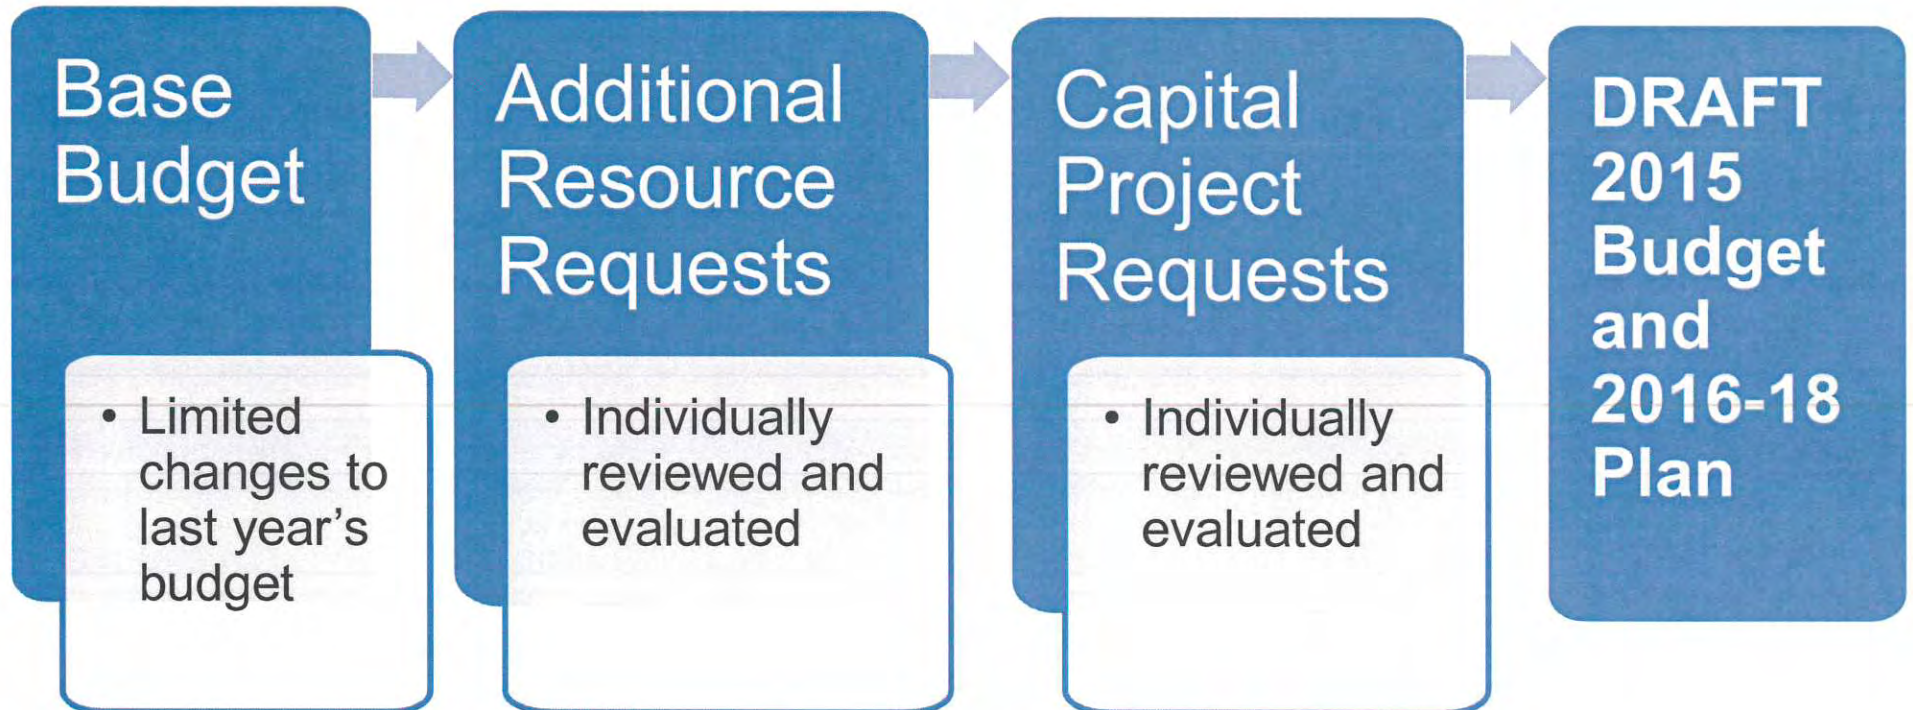 Base
Budget
• Limited
changes to
last year’s
budget
Additional
Resource
Requests
• Individually
reviewed and
evaluated
Capital
Project
Requests
• Individually
reviewed and
evaluated
DRAFT
2015
Budget
and
2016-18
Plan